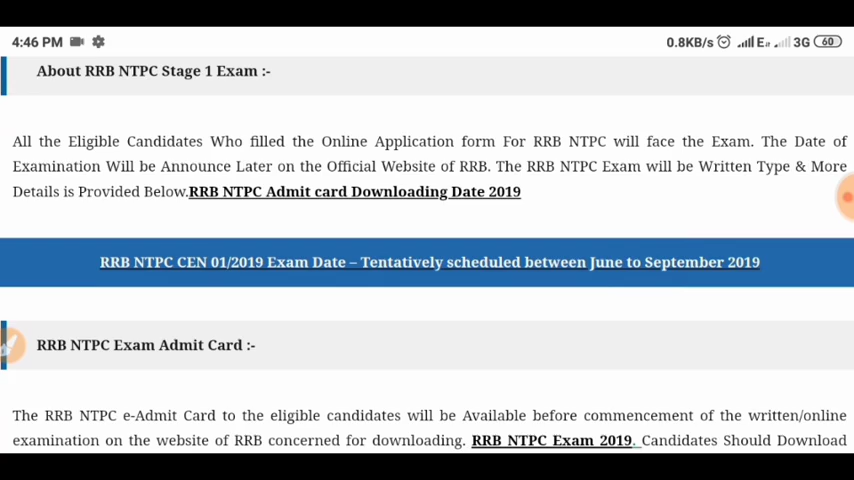 4:46 PM
0.8KB/s 3G 60
About RRB NTPC Stage 1 Exam :-
All the Eligible Candidates Who filled the Online Application form For RRB NTPC will face the Exam. The Date of
Examination Will be Announce Later on the Official Website of RRB. The RRB NTPC Exam will be Written Type & More
Details is Provided Below.RRB NTPC Admit card Downloading Date 2019
RRB NTPC CEN 01/2019 Exam Date – Tentatively scheduled between June to September 2019
RRB NTPC Exam Admit Card :-
The RRB NTPC e-Admit Card to the eligible candidates will be Available before commencement of the written/online
examination on the website of RRB concerned for downloading. RRB NTPC Exam 2019. Candidates Should Download